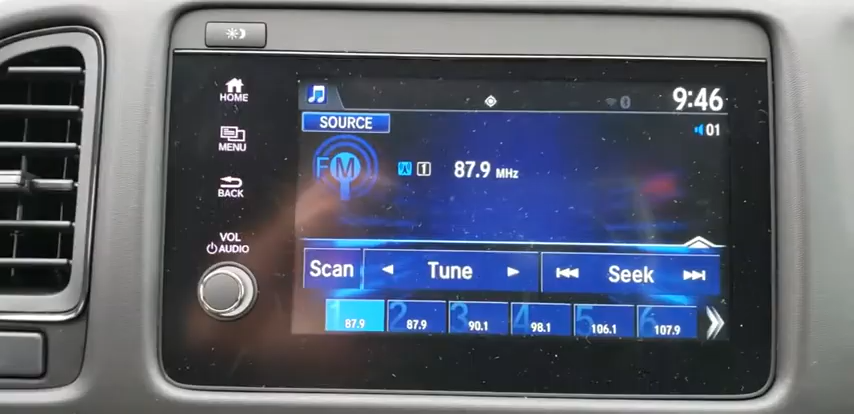 HOME
MENU
BACK
VOL
AUDIO
9:46
SOURCE
01
FM
1 87.9 MHz
Scan Tune Seek
1 87.9 2 87.9 3 90.1 4 98.1 5 106.1 6 107.9